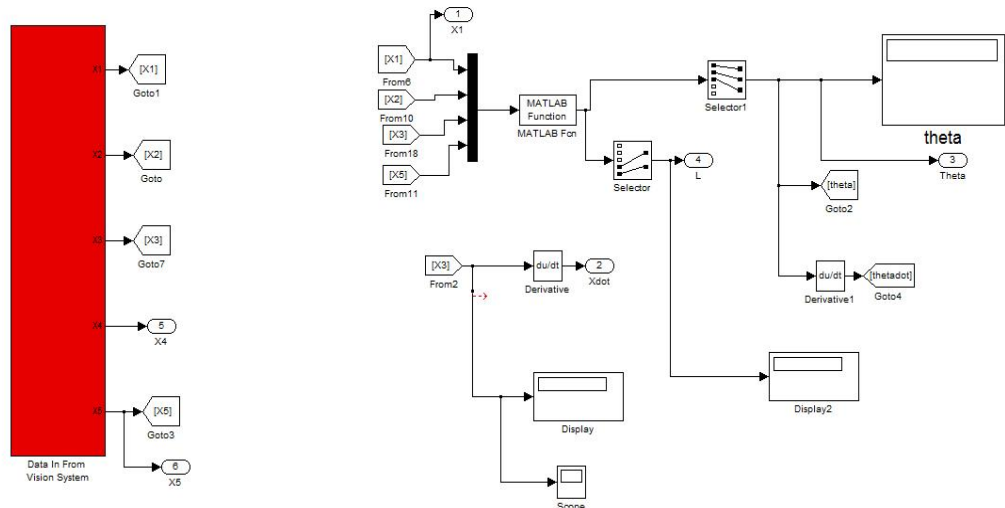 1
X1
X1
[X1]
Goto1
[X1]
From6
[X2]
From10
MATLAB
Function
MATLAB Fcn
Selector1
theta
[X3]
From18
X2
[X2]
Goto
[X5]
From11
Selector
4
L
3
Theta
[theta]
Goto2
X3
[X3]
Goto7
[X3]
From2
du/dt
Derivative
2
Xdot
du/dt
Derivative1
[thetadot]
Goto4
X4
5
X4
X5
[X5]
Goto3
Display
Display2
Data In From
Vision System
6
X5
Scope